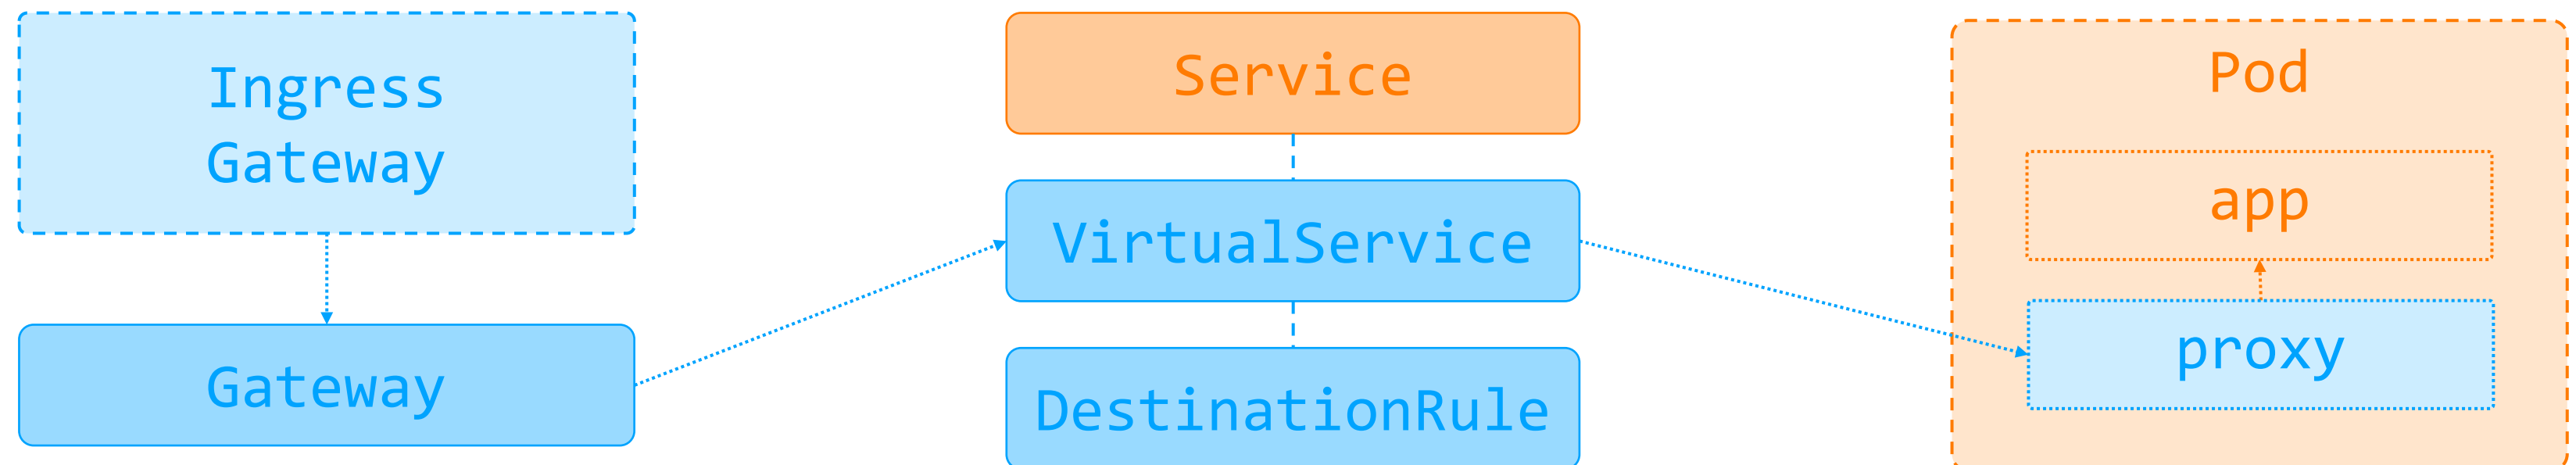 Ingress
Gateway
Gateway
Service
VirtualService
DestinationRule
Pod
app
proxy